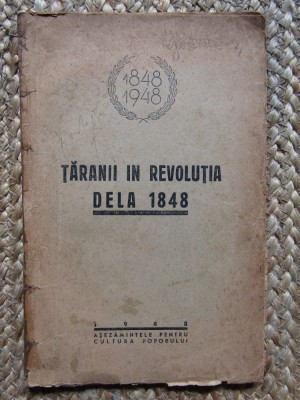 1848
1948
ȚĂRANII IN REVOLUȚIA
DELA 1848
1948
AȘEZĂMINTELE PENTRU
CULTURA POPORULUI